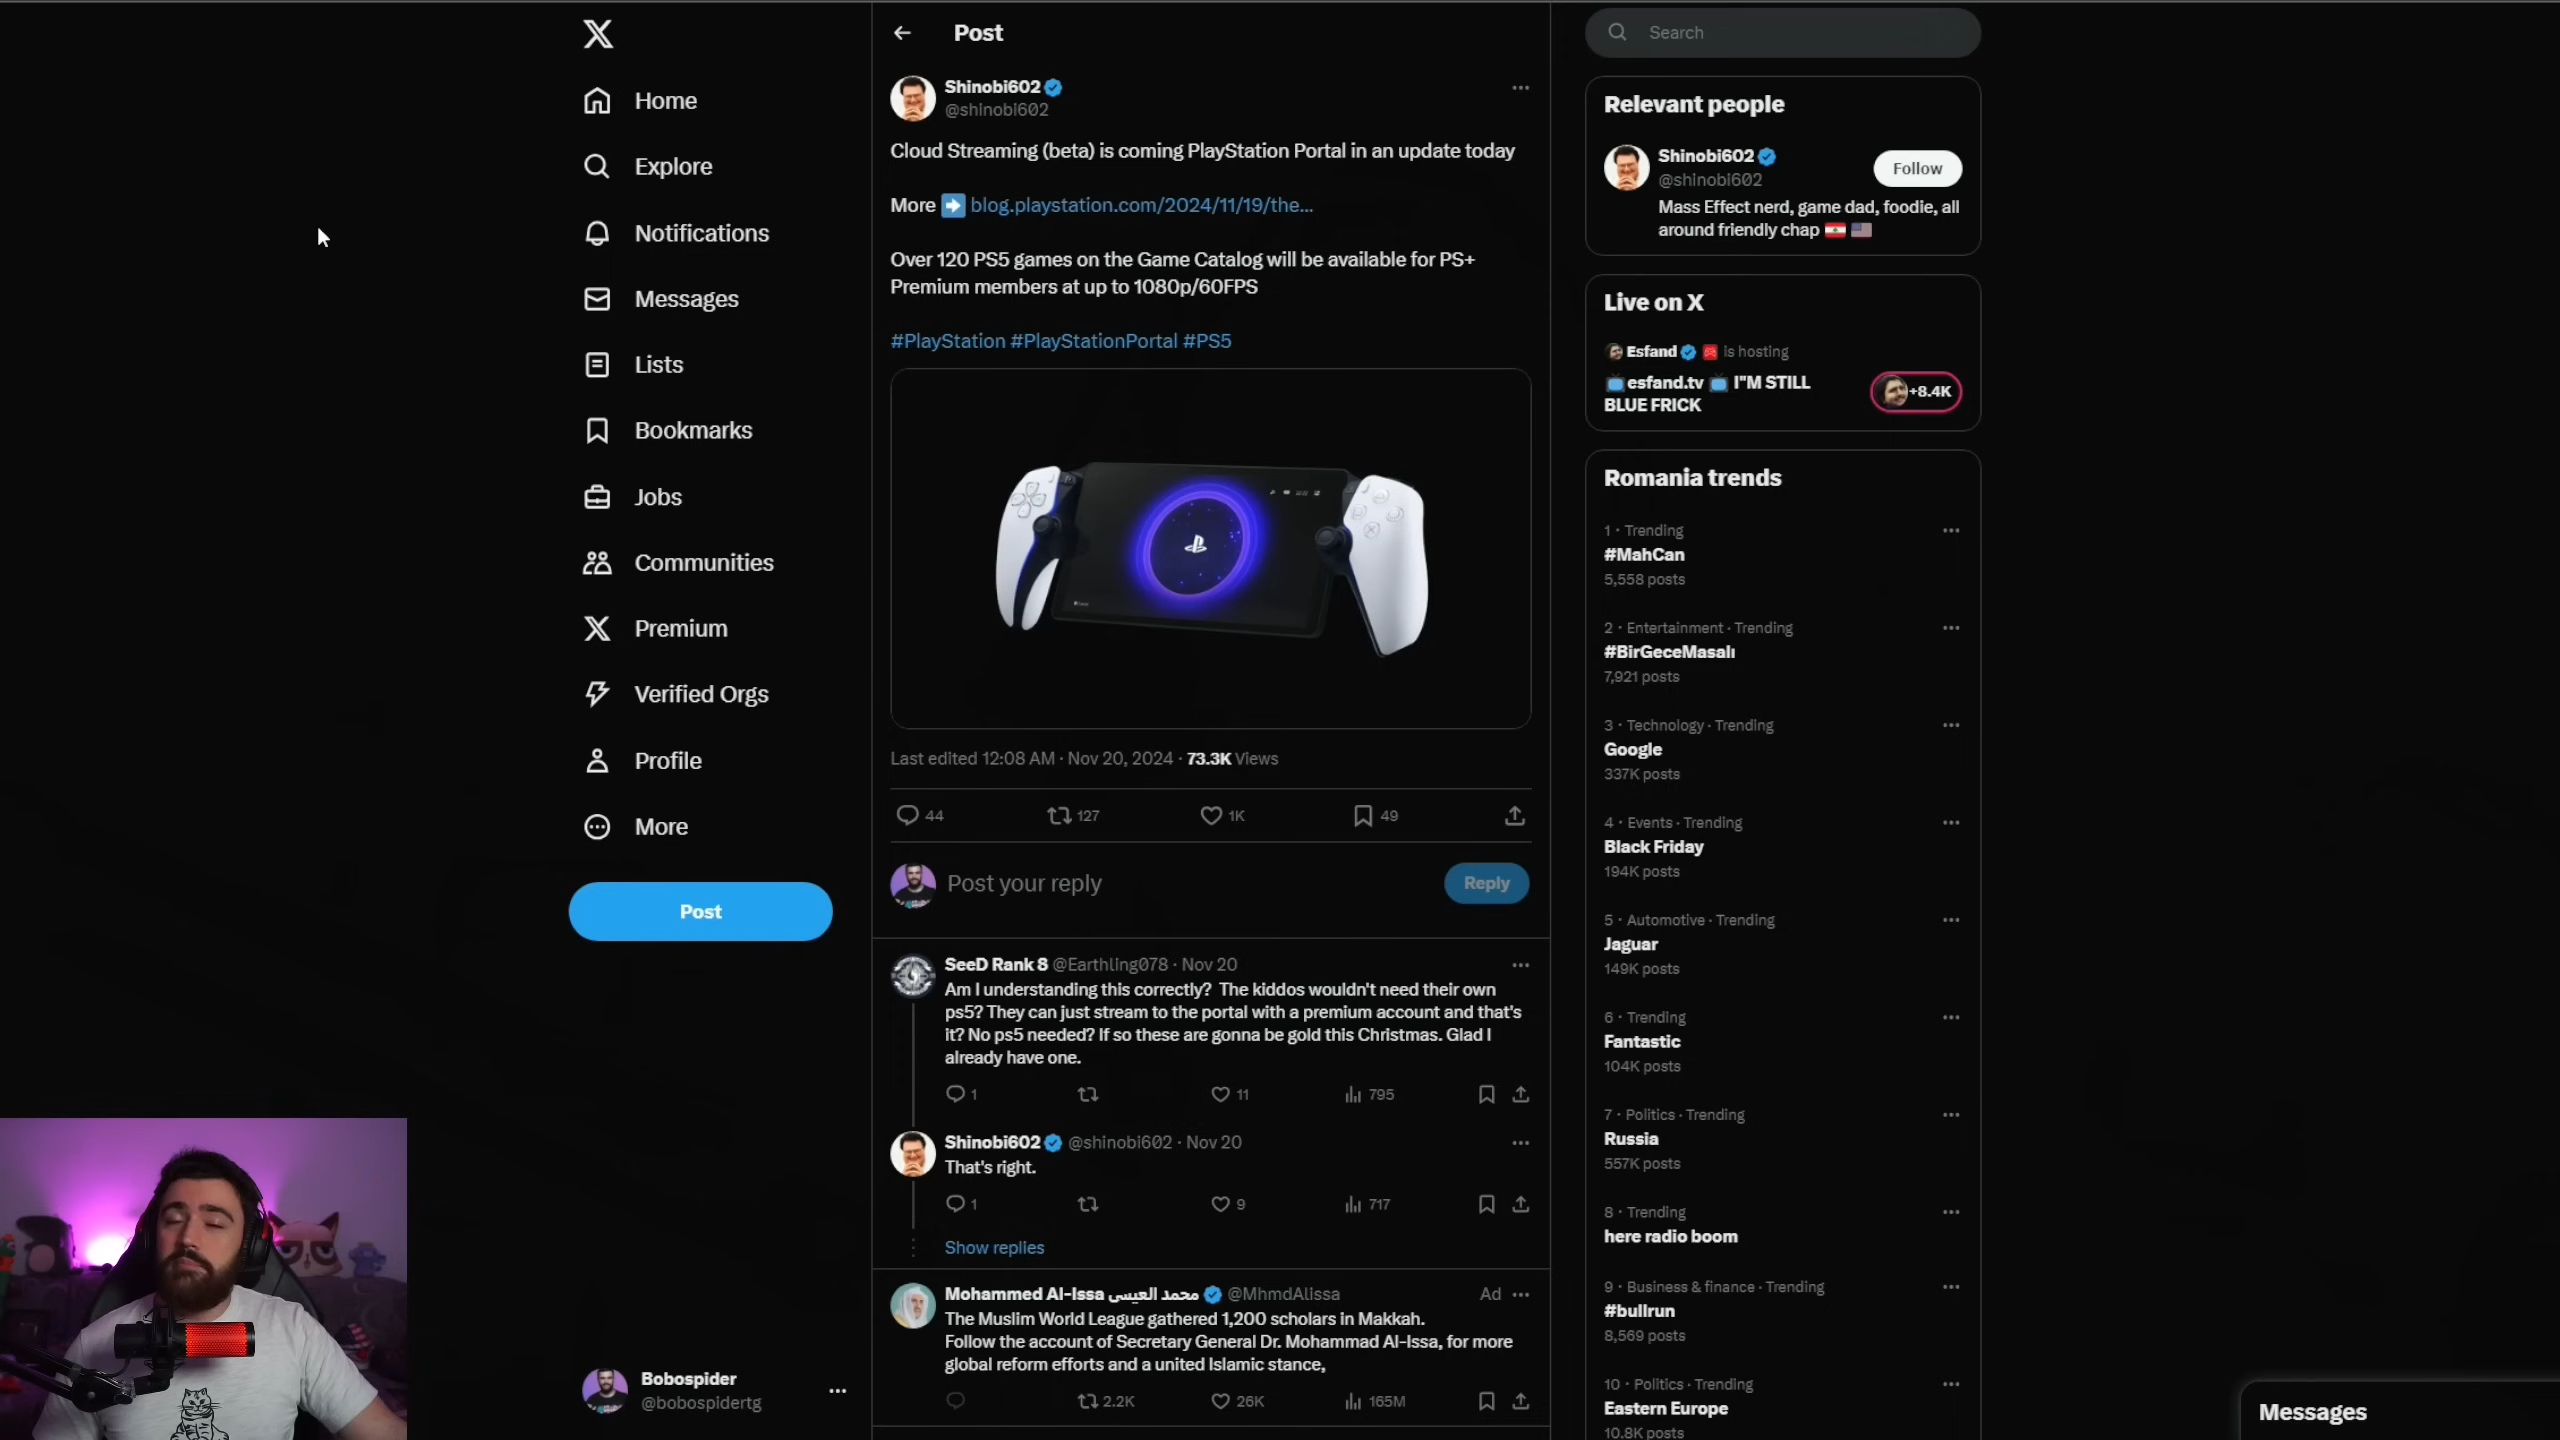 Home
Explore
Notifications
Messages
Lists
Bookmarks
Jobs
Communities
Premium
Verified Orgs
Profile
More
Post
Bobospider
@bobospidertg
Post
Shinobi602
@shinobi602
Cloud Streaming (beta) is coming PlayStation Portal in an update today
More ➡️ blog.playstation.com/2024/11/19/the...
Over 120 PS5 games on the Game Catalog will be available for PS+
Premium members at up to 1080p/60FPS
#PlayStation #PlayStationPortal #PS5
Last edited 12:08 AM · Nov 20, 2024 · 73.3K Views
44 127 1K 49
Post your reply
Reply
SeeD Rank 8 @Earthling078 · Nov 20
Am I understanding this correctly? The kiddos wouldn't need their own
ps5? They can just stream to the portal with a premium account and that's
it? No ps5 needed? If so these are gonna be gold this Christmas. Glad I
already have one.
1 11 795
Shinobi602 @shinobi602 · Nov 20
That's right.
1 9 717
Show replies
Mohammed Al-Issa محمد العيسى @MhmdAlissa Ad
The Muslim World League gathered 1,200 scholars in Makkah.
Follow the account of Secretary General Dr. Mohammad Al-Issa, for more
global reform efforts and a united Islamic stance,
2.2K 26K 165M
Search
Relevant people
Shinobi602
@shinobi602
Follow
Mass Effect nerd, game dad, foodie, all
around friendly chap 🇱🇧 🇺🇸
Live on X
Esfand is hosting
📺esfand.tv 📺 I"M STILL
BLUE FRICK
+8.4K
Romania trends
1 · Trending
#MahCan
5,558 posts
2 · Entertainment · Trending
#BirGeceMasalı
7,921 posts
3 · Technology · Trending
Google
337K posts
4 · Events · Trending
Black Friday
194K posts
5 · Automotive · Trending
Jaguar
149K posts
6 · Trending
Fantastic
104K posts
7 · Politics · Trending
Russia
557K posts
8 · Trending
here radio boom
9 · Business & finance · Trending
#bullrun
8,569 posts
10 · Politics · Trending
Eastern Europe
10.8K posts
Messages